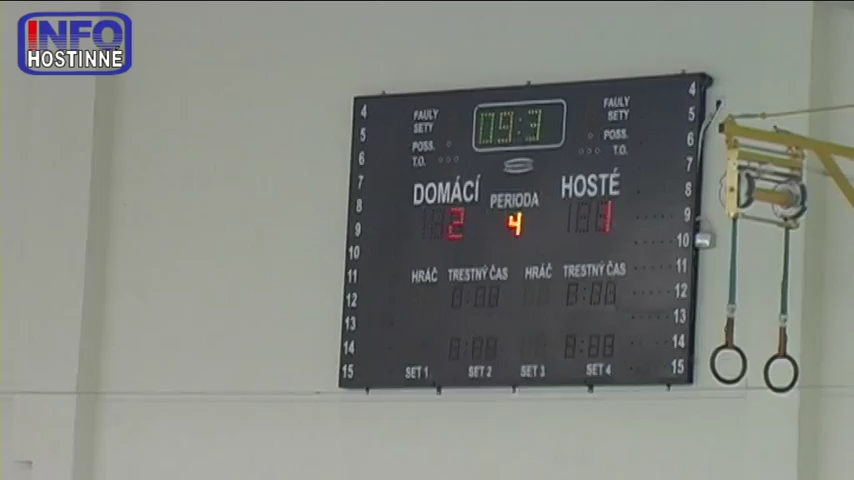 INFO
HOSTINNÉ
FAULY
SETY
POSS.
T.O.
09:3
FAULY
SETY
POSS.
T.O.
DOMÁCÍ
PERIODA
HOSTÉ
2
4
1
HRÁČ
TRESTNÝ ČAS
HRÁČ
TRESTNÝ ČAS
SET 1
SET 2
SET 3
SET 4
4
5
6
7
8
9
10
11
12
13
14
15
4
5
6
7
8
9
10
11
12
13
14
15